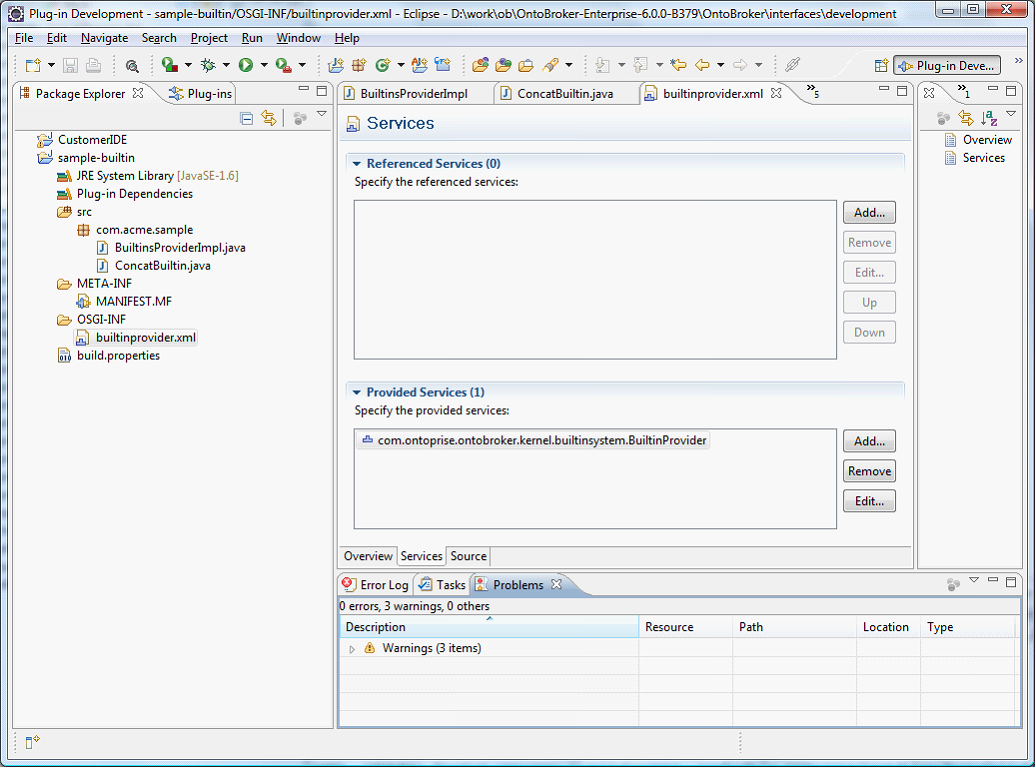 Plug-in Development - sample-builtin/OSGI-INF/builtinprovider.xml - Eclipse - D:\work\ob\OntoBroker-Enterprise-6.0.0-B379\OntoBroker\interfaces\development
File Edit Navigate Search Project Run Window Help
Plug-in Deve... »
Package Explorer Plug-ins
CustomerIDE
sample-builtin
JRE System Library [JavaSE-1.6]
Plug-in Dependencies
src
com.acme.sample
BuiltinsProviderImpl.java
ConcatBuiltin.java
META-INF
MANIFEST.MF
OSGI-INF
builtinprovider.xml
build.properties
BuiltinsProviderImpl ConcatBuiltin.java builtinprovider.xml »5
Services
Referenced Services (0)
Specify the referenced services:
Add...
Remove
Edit...
Up
Down
Provided Services (1)
Specify the provided services:
com.ontoprise.ontobroker.kernel.builtinsystem.BuiltinProvider
Add...
Remove
Edit...
Overview Services Source
»1
Overview
Services
Error Log Tasks Problems
0 errors, 3 warnings, 0 others
Description Resource Path Location Type
Warnings (3 items)